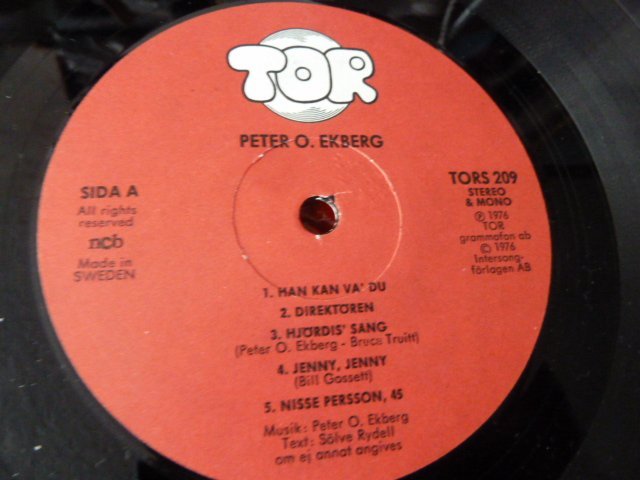 TOR
PETER O. EKBERG
SIDA A
All rights
reserved
ncb
Made in
SWEDEN
TORS 209
STEREO
& MONO
℗ 1976
TOR
grammofon ab
© 1976
Intersong-
förlagen AB
1. HAN KAN VA' DU
2. DIREKTÖREN
3. HJÖRDIS' SÅNG
(Peter O. Ekberg - Bruce Truitt)
4. JENNY, JENNY
(Bill Gossett)
5. NISSE PERSSON, 45
Musik: Peter O. Ekberg
Text: Sölve Rydell
om ej annat angives